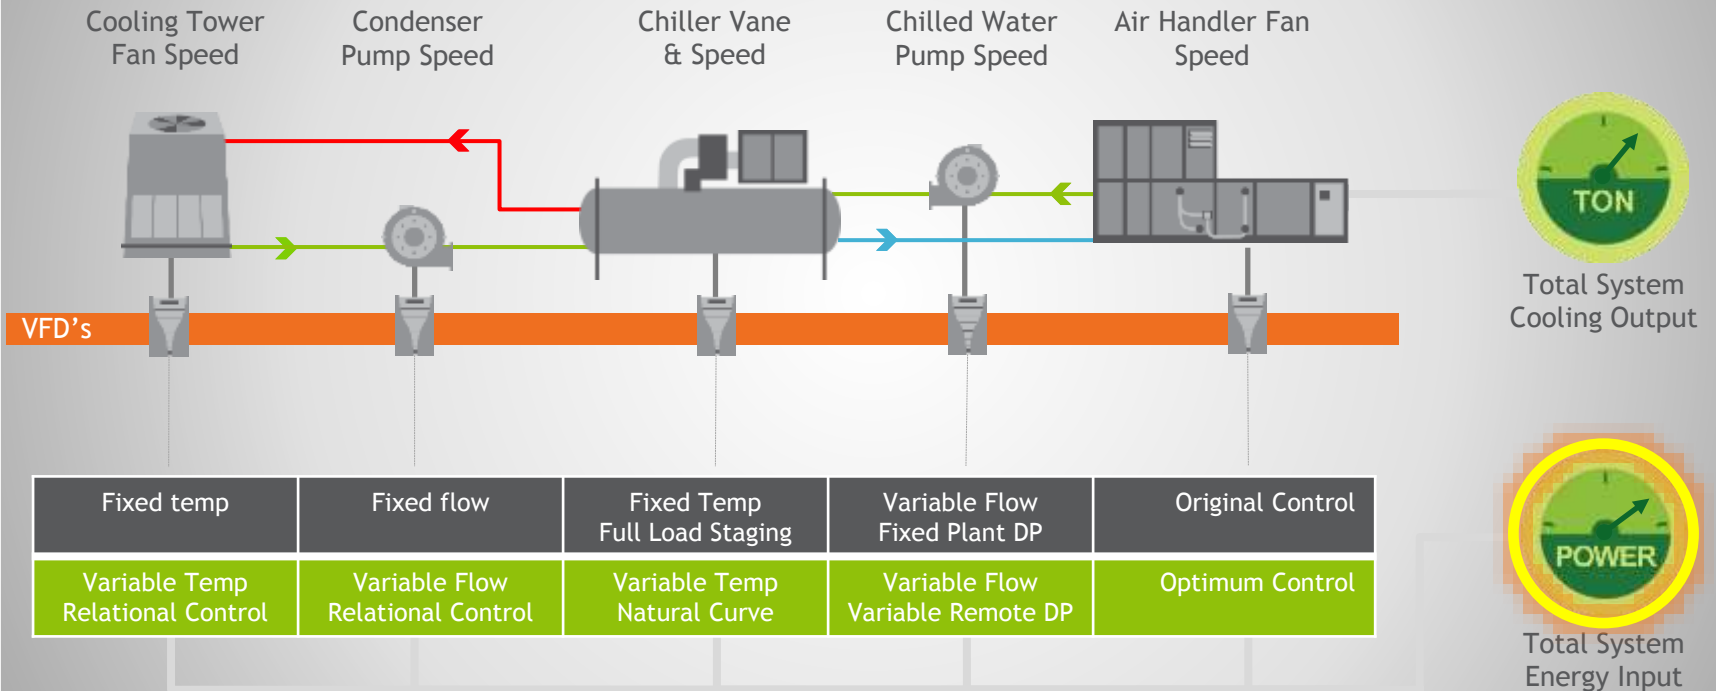 Cooling Tower
Fan Speed
Condenser
Pump Speed
Chiller Vane
& Speed
Chilled Water
Pump Speed
Air Handler Fan
Speed
TON
Total System
Cooling Output
VFD's
Fixed temp
Fixed flow
Fixed Temp
Full Load Staging
Variable Flow
Fixed Plant DP
Original Control
Variable Temp
Relational Control
Variable Flow
Relational Control
Variable Temp
Natural Curve
Variable Flow
Variable Remote DP
Optimum Control
POWER
Total System
Energy Input